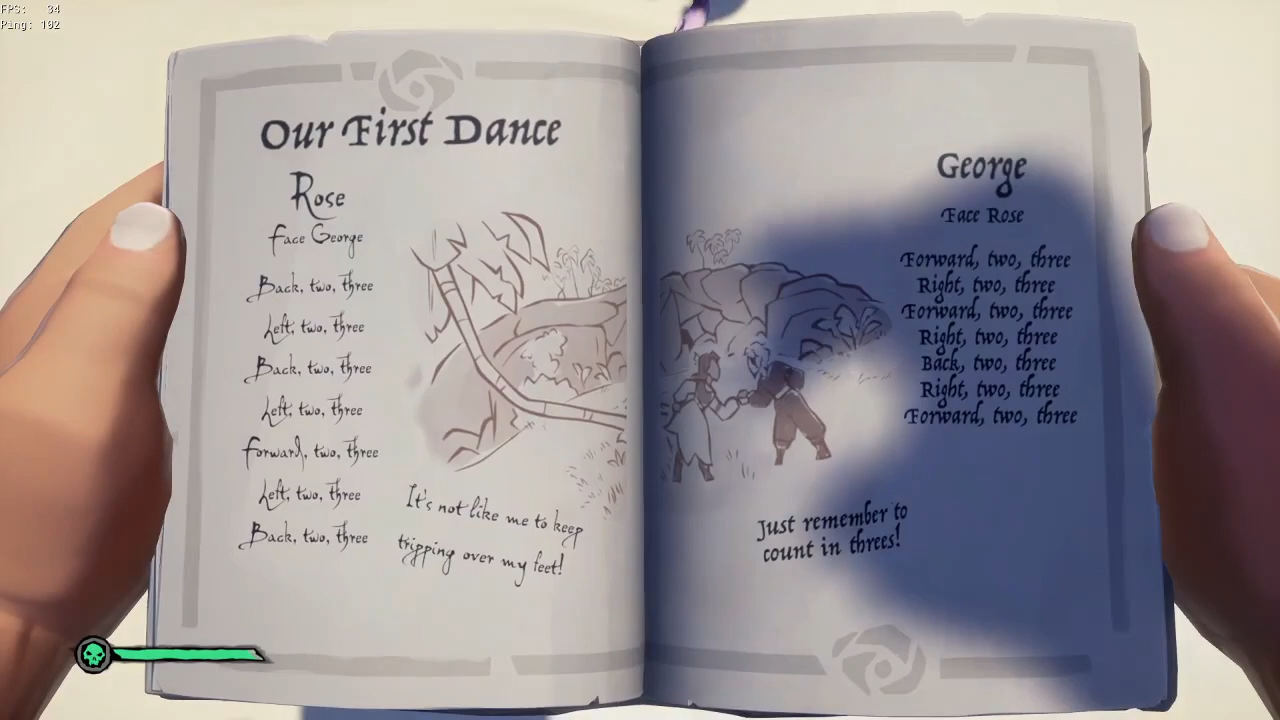 FPS: 34
Ping: 102
Our First Dance
Rose
Face George
Back, two, three
Left, two, three
Back, two, three
Left, two, three
Forward, two, three
Left, two, three
Back, two, three
It's not like me to keep
tripping over my feet!
George
Face Rose
Forward, two, three
Right, two, three
Forward, two, three
Right, two, three
Back, two, three
Right, two, three
Forward, two, three
Just remember to
count in threes!